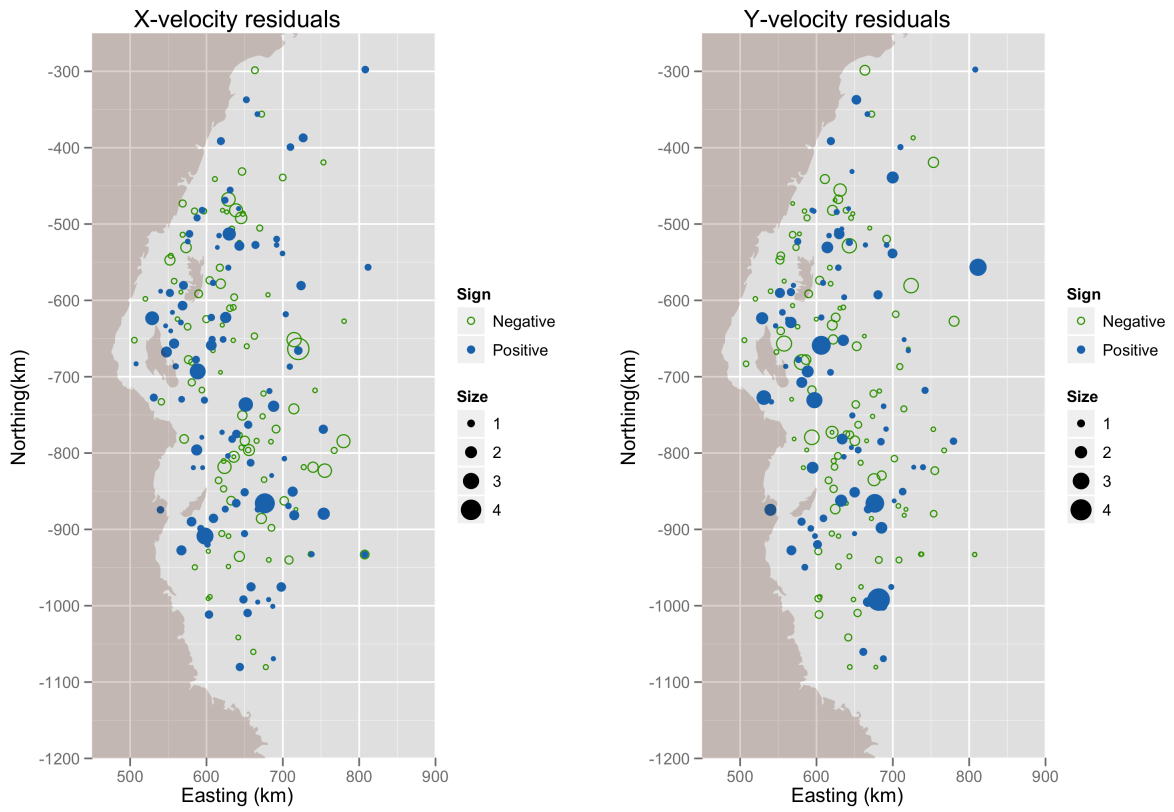 X-velocity residuals
-300
-400
-500
-600
-700
-800
-900
-1000
-1100
-1200
Northing(km)
500 600 700 800 900
Easting (km)
Sign
Negative
Positive
Size
1
2
3
4
Y-velocity residuals
-300
-400
-500
-600
-700
-800
-900
-1000
-1100
-1200
Northing(km)
500 600 700 800 900
Easting (km)
Sign
Negative
Positive
Size
1
2
3
4